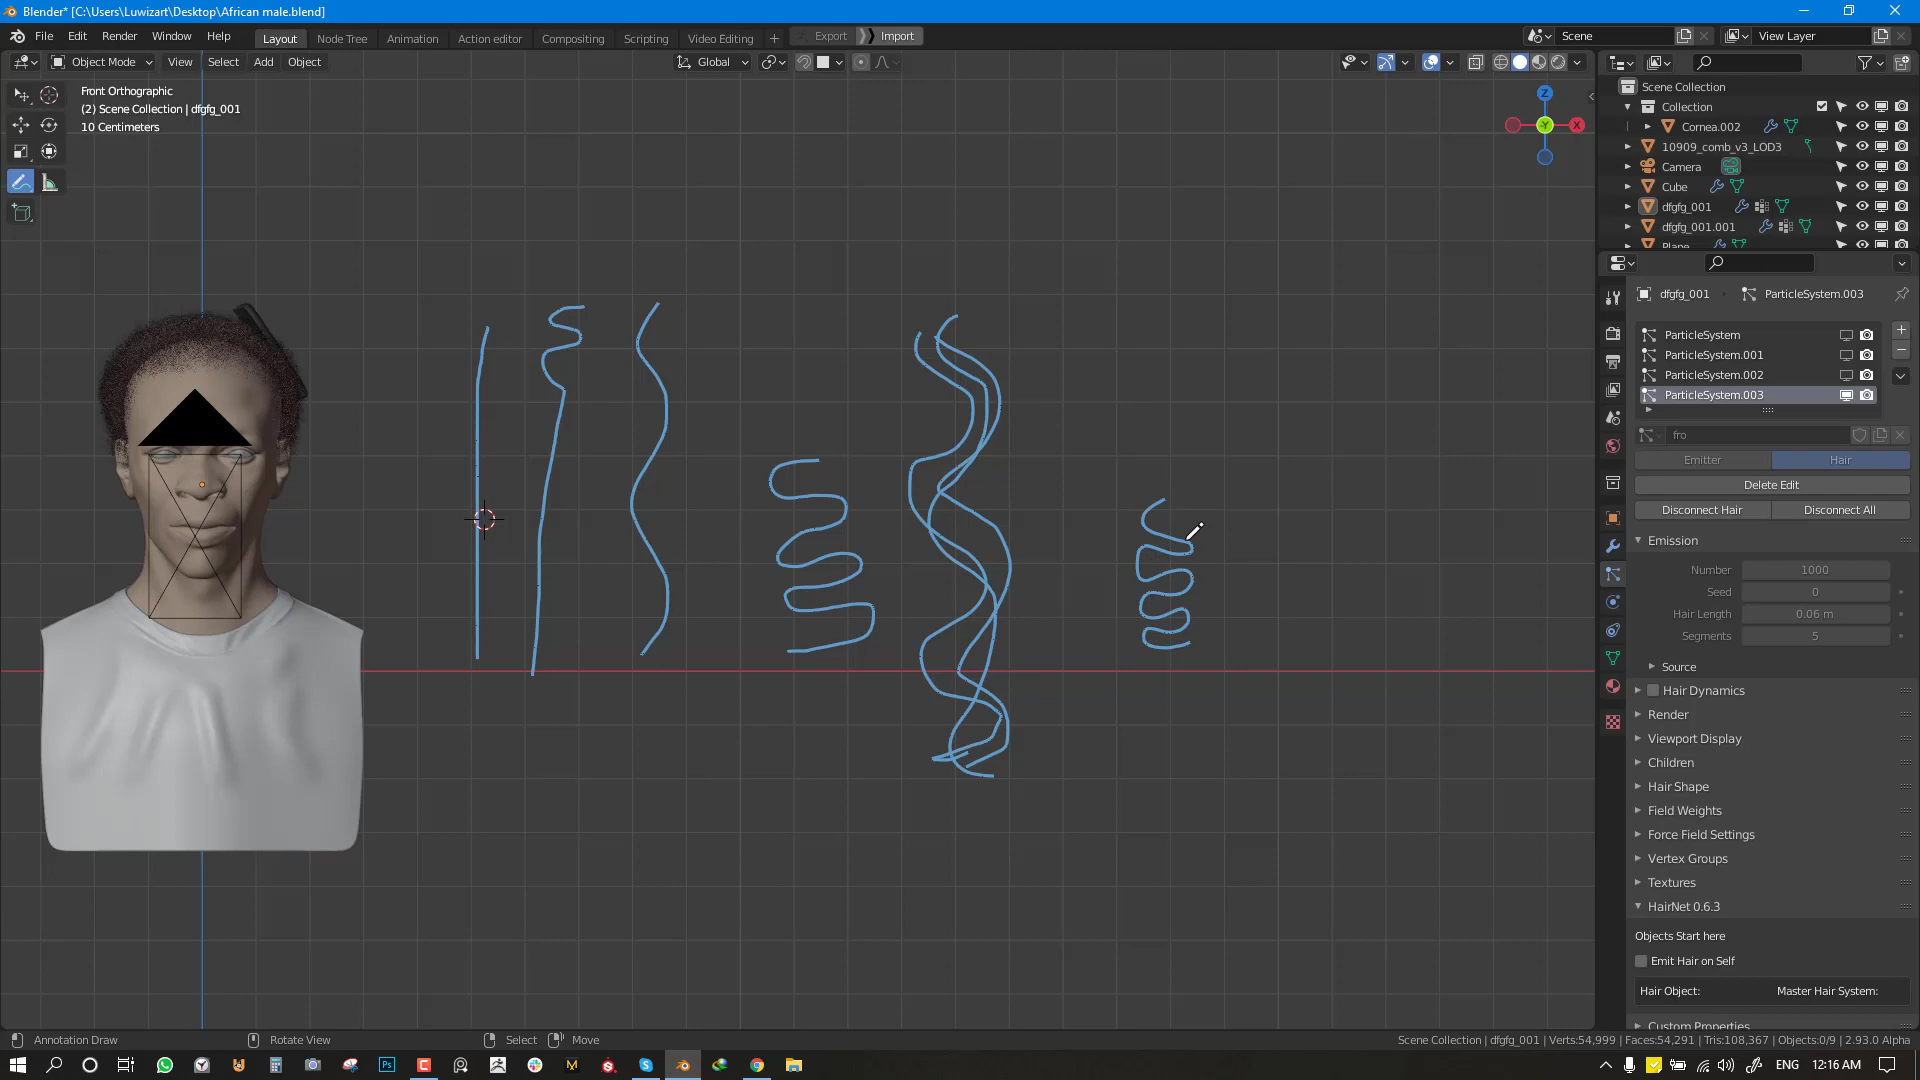 Blender* [C:\Users\Luwizart\Desktop\African male.blend]
File Edit Render Window Help
Layout Node Tree Animation Action editor Compositing Scripting Video Editing + Export Import
Scene View Layer
Object Mode View Select Add Object Global
Front Orthographic
(2) Scene Collection | dfgfg_001
10 Centimeters
Z
X
Y
Scene Collection
Collection
Cornea.002
10909_comb_v3_LOD3
Camera
Cube
dfgfg_001
dfgfg_001.001
Plane
dfgfg_001 ParticleSystem.003
ParticleSystem
ParticleSystem.001
ParticleSystem.002
ParticleSystem.003
fro
Emitter Hair
Delete Edit
Disconnect Hair Disconnect All
Emission
Number 1000
Seed 0
Hair Length 0.06 m
Segments 5
Source
Hair Dynamics
Render
Viewport Display
Children
Hair Shape
Field Weights
Force Field Settings
Vertex Groups
Textures
HairNet 0.6.3
Objects Start here
Emit Hair on Self
Hair Object: Master Hair System:
Custom Properties
Annotation Draw Rotate View Select Move
Scene Collection | dfgfg_001 | Verts:54,999 | Faces:54,291 | Tris:108,367 | Objects:0/9 | 2.93.0 Alpha
ENG 12:16 AM